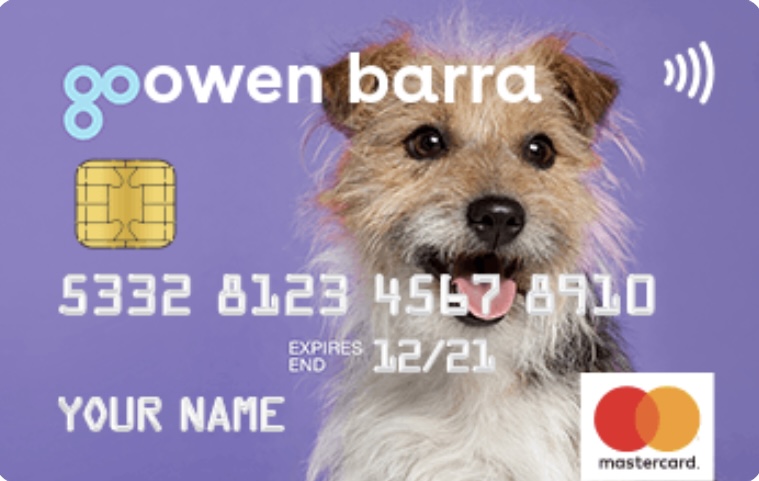 goowen barra
5332 8123 4567 8910
EXPIRES END 12/21
YOUR NAME
mastercard.